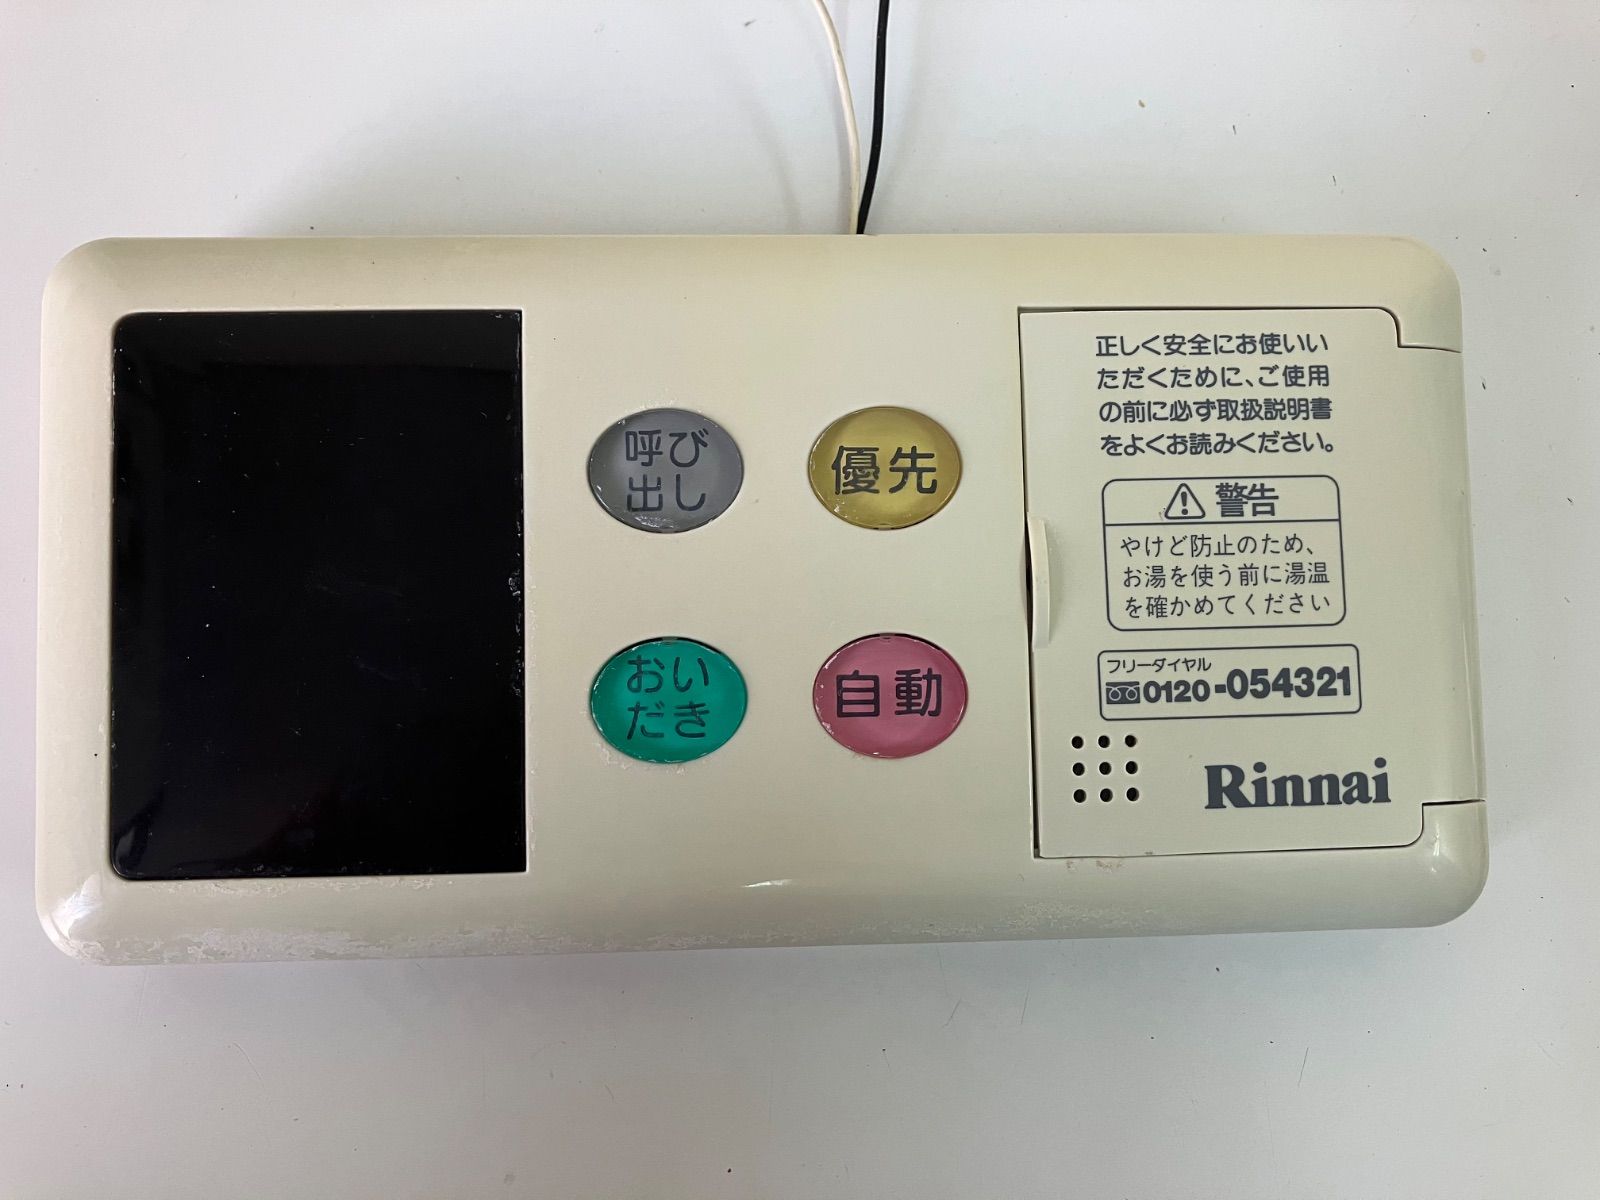 呼び
出し
優先
おい
だき
自動
正しく安全にお使いい
ただくために、ご使用
の前に必ず取扱説明書
をよくお読みください。
警告
やけど防止のため、
お湯を使う前に湯温
を確かめてください
フリーダイヤル
0120-054321
Rinnai